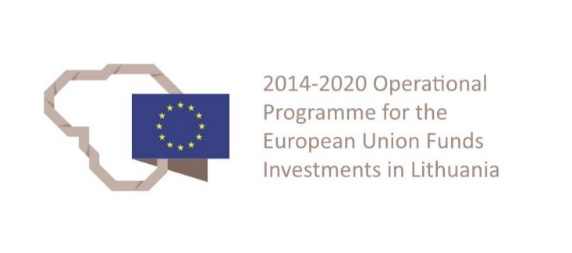 2014-2020 Operational
Programme for the
European Union Funds
Investments in Lithuania